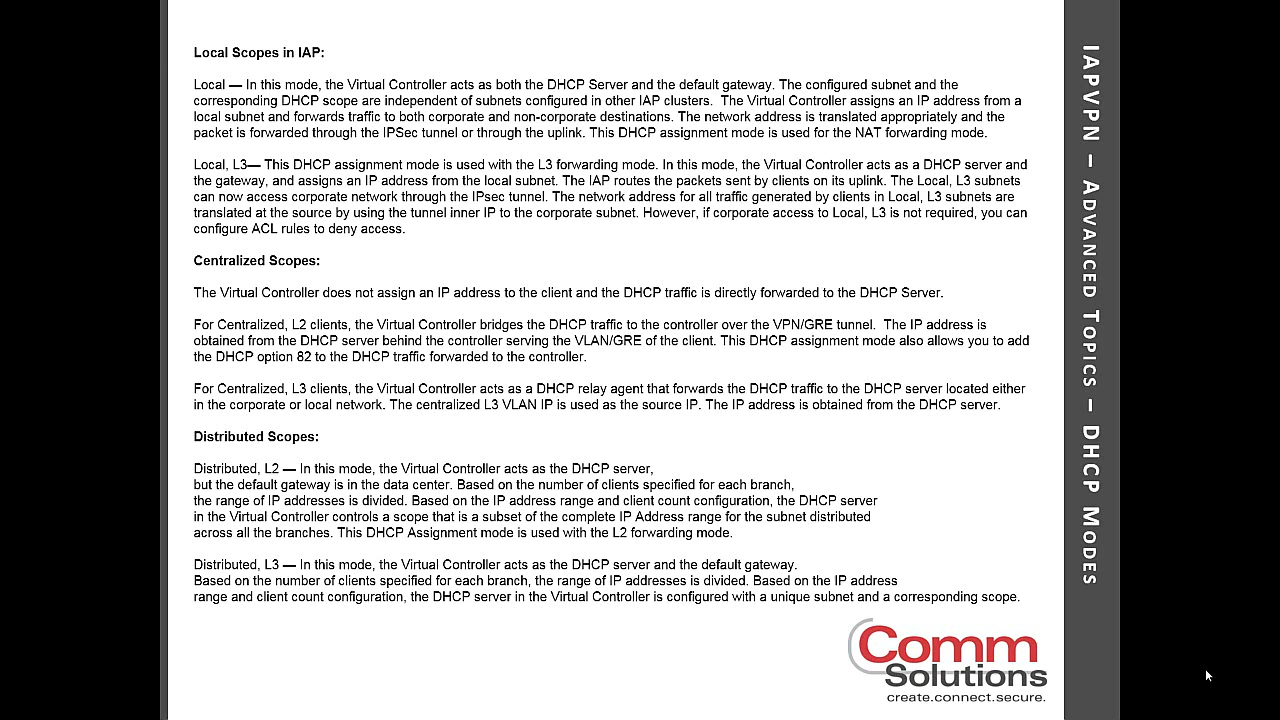 Local Scopes in IAP:
Local — In this mode, the Virtual Controller acts as both the DHCP Server and the default gateway. The configured subnet and the
corresponding DHCP scope are independent of subnets configured in other IAP clusters.  The Virtual Controller assigns an IP address from a
local subnet and forwards traffic to both corporate and non-corporate destinations. The network address is translated appropriately and the
packet is forwarded through the IPSec tunnel or through the uplink. This DHCP assignment mode is used for the NAT forwarding mode.
Local, L3— This DHCP assignment mode is used with the L3 forwarding mode. In this mode, the Virtual Controller acts as a DHCP server and
the gateway, and assigns an IP address from the local subnet. The IAP routes the packets sent by clients on its uplink. The Local, L3 subnets
can now access corporate network through the IPsec tunnel. The network address for all traffic generated by clients in Local, L3 subnets are
translated at the source by using the tunnel inner IP to the corporate subnet. However, if corporate access to Local, L3 is not required, you can
configure ACL rules to deny access.
Centralized Scopes:
The Virtual Controller does not assign an IP address to the client and the DHCP traffic is directly forwarded to the DHCP Server.
For Centralized, L2 clients, the Virtual Controller bridges the DHCP traffic to the controller over the VPN/GRE tunnel.  The IP address is
obtained from the DHCP server behind the controller serving the VLAN/GRE of the client. This DHCP assignment mode also allows you to add
the DHCP option 82 to the DHCP traffic forwarded to the controller.
For Centralized, L3 clients, the Virtual Controller acts as a DHCP relay agent that forwards the DHCP traffic to the DHCP server located either
in the corporate or local network. The centralized L3 VLAN IP is used as the source IP. The IP address is obtained from the DHCP server.
Distributed Scopes:
Distributed, L2 — In this mode, the Virtual Controller acts as the DHCP server,
but the default gateway is in the data center. Based on the number of clients specified for each branch,
the range of IP addresses is divided. Based on the IP address range and client count configuration, the DHCP server
in the Virtual Controller controls a scope that is a subset of the complete IP Address range for the subnet distributed
across all the branches. This DHCP Assignment mode is used with the L2 forwarding mode.
Distributed, L3 — In this mode, the Virtual Controller acts as the DHCP server and the default gateway.
Based on the number of clients specified for each branch, the range of IP addresses is divided. Based on the IP address
range and client count configuration, the DHCP server in the Virtual Controller is configured with a unique subnet and a corresponding scope.
Comm
Solutions
create.connect.secure.
IAPVPN – Advanced Topics – DHCP Modes